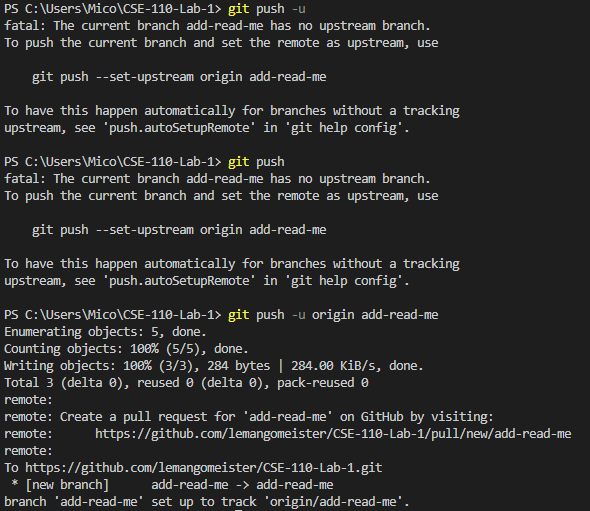 PS C:\Users\Mico\CSE-110-Lab-1> git push -u
fatal: The current branch add-read-me has no upstream branch.
To push the current branch and set the remote as upstream, use
    git push --set-upstream origin add-read-me
To have this happen automatically for branches without a tracking
upstream, see 'push.autoSetupRemote' in 'git help config'.
PS C:\Users\Mico\CSE-110-Lab-1> git push
fatal: The current branch add-read-me has no upstream branch.
To push the current branch and set the remote as upstream, use
    git push --set-upstream origin add-read-me
To have this happen automatically for branches without a tracking
upstream, see 'push.autoSetupRemote' in 'git help config'.
PS C:\Users\Mico\CSE-110-Lab-1> git push -u origin add-read-me
Enumerating objects: 5, done.
Counting objects: 100% (5/5), done.
Writing objects: 100% (3/3), 284 bytes | 284.00 KiB/s, done.
Total 3 (delta 0), reused 0 (delta 0), pack-reused 0
remote:
remote: Create a pull request for 'add-read-me' on GitHub by visiting:
remote:      https://github.com/lemangomeister/CSE-110-Lab-1/pull/new/add-read-me
remote:
To https://github.com/lemangomeister/CSE-110-Lab-1.git
 * [new branch]      add-read-me -> add-read-me
branch 'add-read-me' set up to track 'origin/add-read-me'.